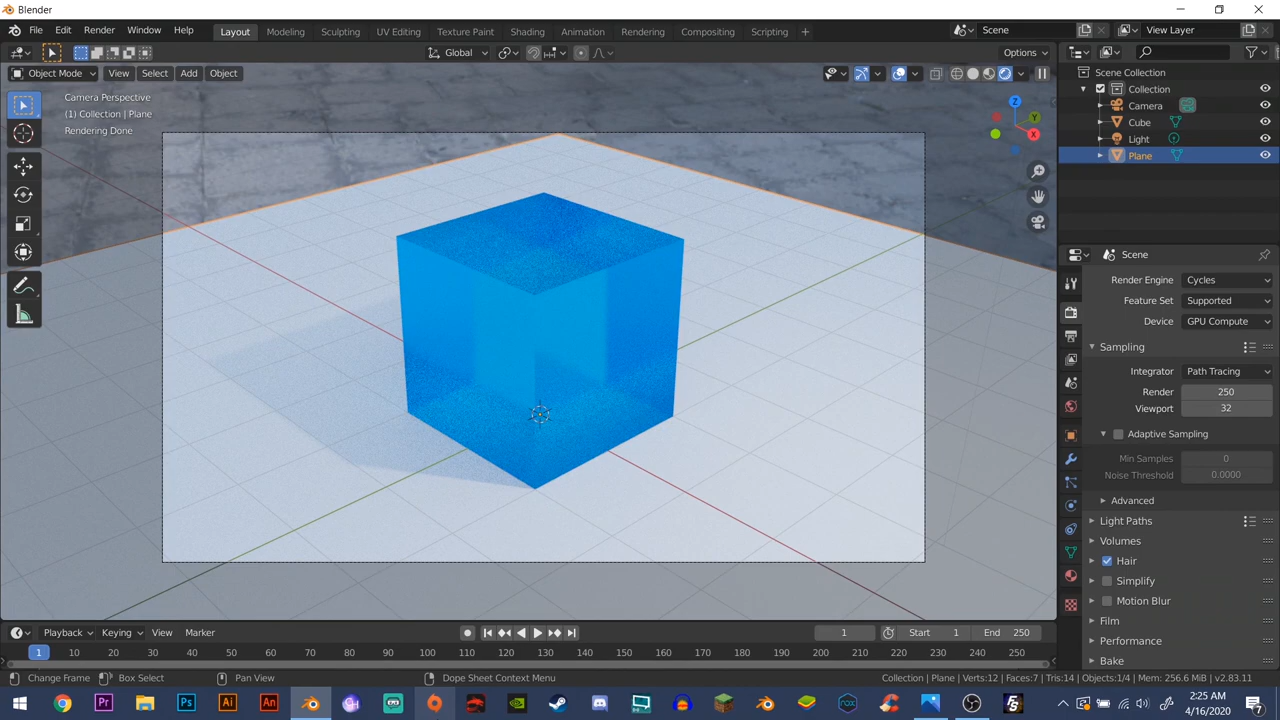 Blender
File Edit Render Window Help Layout Modeling Sculpting UV Editing Texture Paint Shading Animation Rendering Compositing Scripting + Scene View Layer
Global Options
Object Mode View Select Add Object
Camera Perspective
(1) Collection | Plane
Rendering Done
Z
Y
X
Scene Collection
Collection
Camera
Cube
Light
Plane
Scene
Render Engine Cycles
Feature Set Supported
Device GPU Compute
Sampling
Integrator Path Tracing
Render 250
Viewport 32
Adaptive Sampling
Min Samples 0
Noise Threshold 0.0000
Advanced
Light Paths
Volumes
Hair
Simplify
Motion Blur
Film
Performance
Bake
Playback Keying View Marker 1 Start 1 End 250
1 10 20 30 40 50 60 70 80 90 100 110 120 130 140 150 160 170 180 190 200 210 220 230 240 250
Change Frame Box Select Pan View Dope Sheet Context Menu Collection | Plane | Verts:12 | Faces:7 | Tris:14 | Objects:1/4 | Mem: 256.6 MiB | v2.83.11
Pr Ps Ai An nox FS 2:25 AM
4/16/2020 7